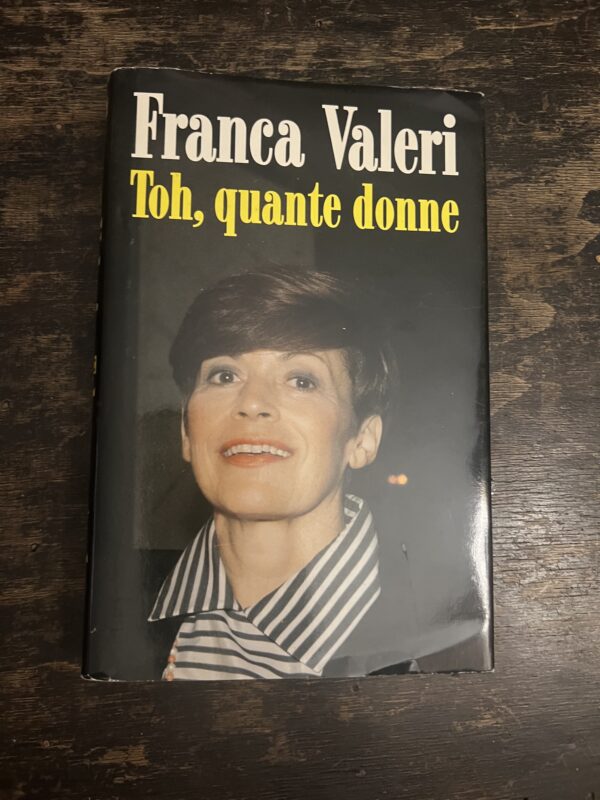 Franca Valeri
Toh, quante donne